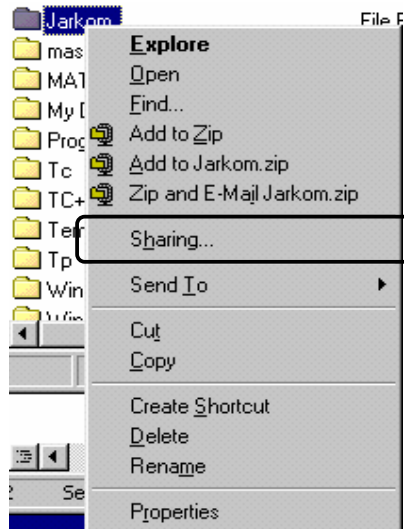 Jarkom
File F
mas
MAT
My D
Prog
Tc
TC+
Tem
Tp
Win
Explore
Open
Find...
Add to Zip
Add to Jarkom.zip
Zip and E-Mail Jarkom.zip
Sharing...
Send To
Cut
Copy
Create Shortcut
Delete
Rename
Properties
Se